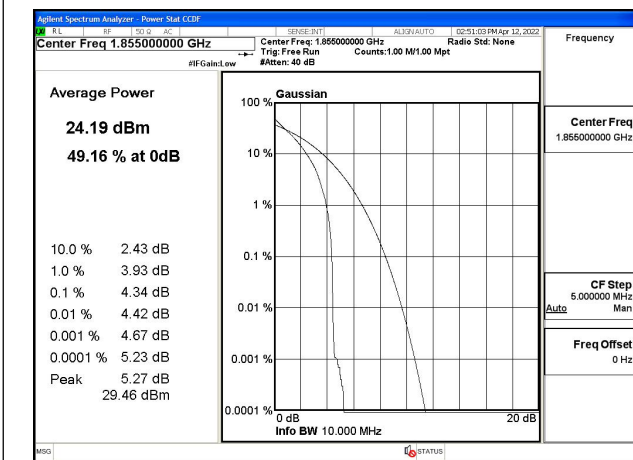 Agilent Spectrum Analyzer - Power Stat CCDF
LXI RL RF 50 Ω AC SENSE:INT ALIGN AUTO 02:51:03 PM Apr 12, 2022
Center Freq 1.855000000 GHz
Center Freq: 1.855000000 GHz Radio Std: None
Trig: Free Run Counts:1.00 M/1.00 Mpt
#IFGain:Low #Atten: 40 dB
Frequency
Average Power
24.19 dBm
49.16 % at 0dB
10.0 % 2.43 dB
1.0 % 3.93 dB
0.1 % 4.34 dB
0.01 % 4.42 dB
0.001 % 4.67 dB
0.0001 % 5.23 dB
Peak 5.27 dB
29.46 dBm
Gaussian
100 %
10 %
1 %
0.1 %
0.01 %
0.001 %
0.0001 %
0 dB 20 dB
Info BW 10.000 MHz
Center Freq
1.855000000 GHz
CF Step
5.000000 MHz
Auto Man
Freq Offset
0 Hz
MSG STATUS